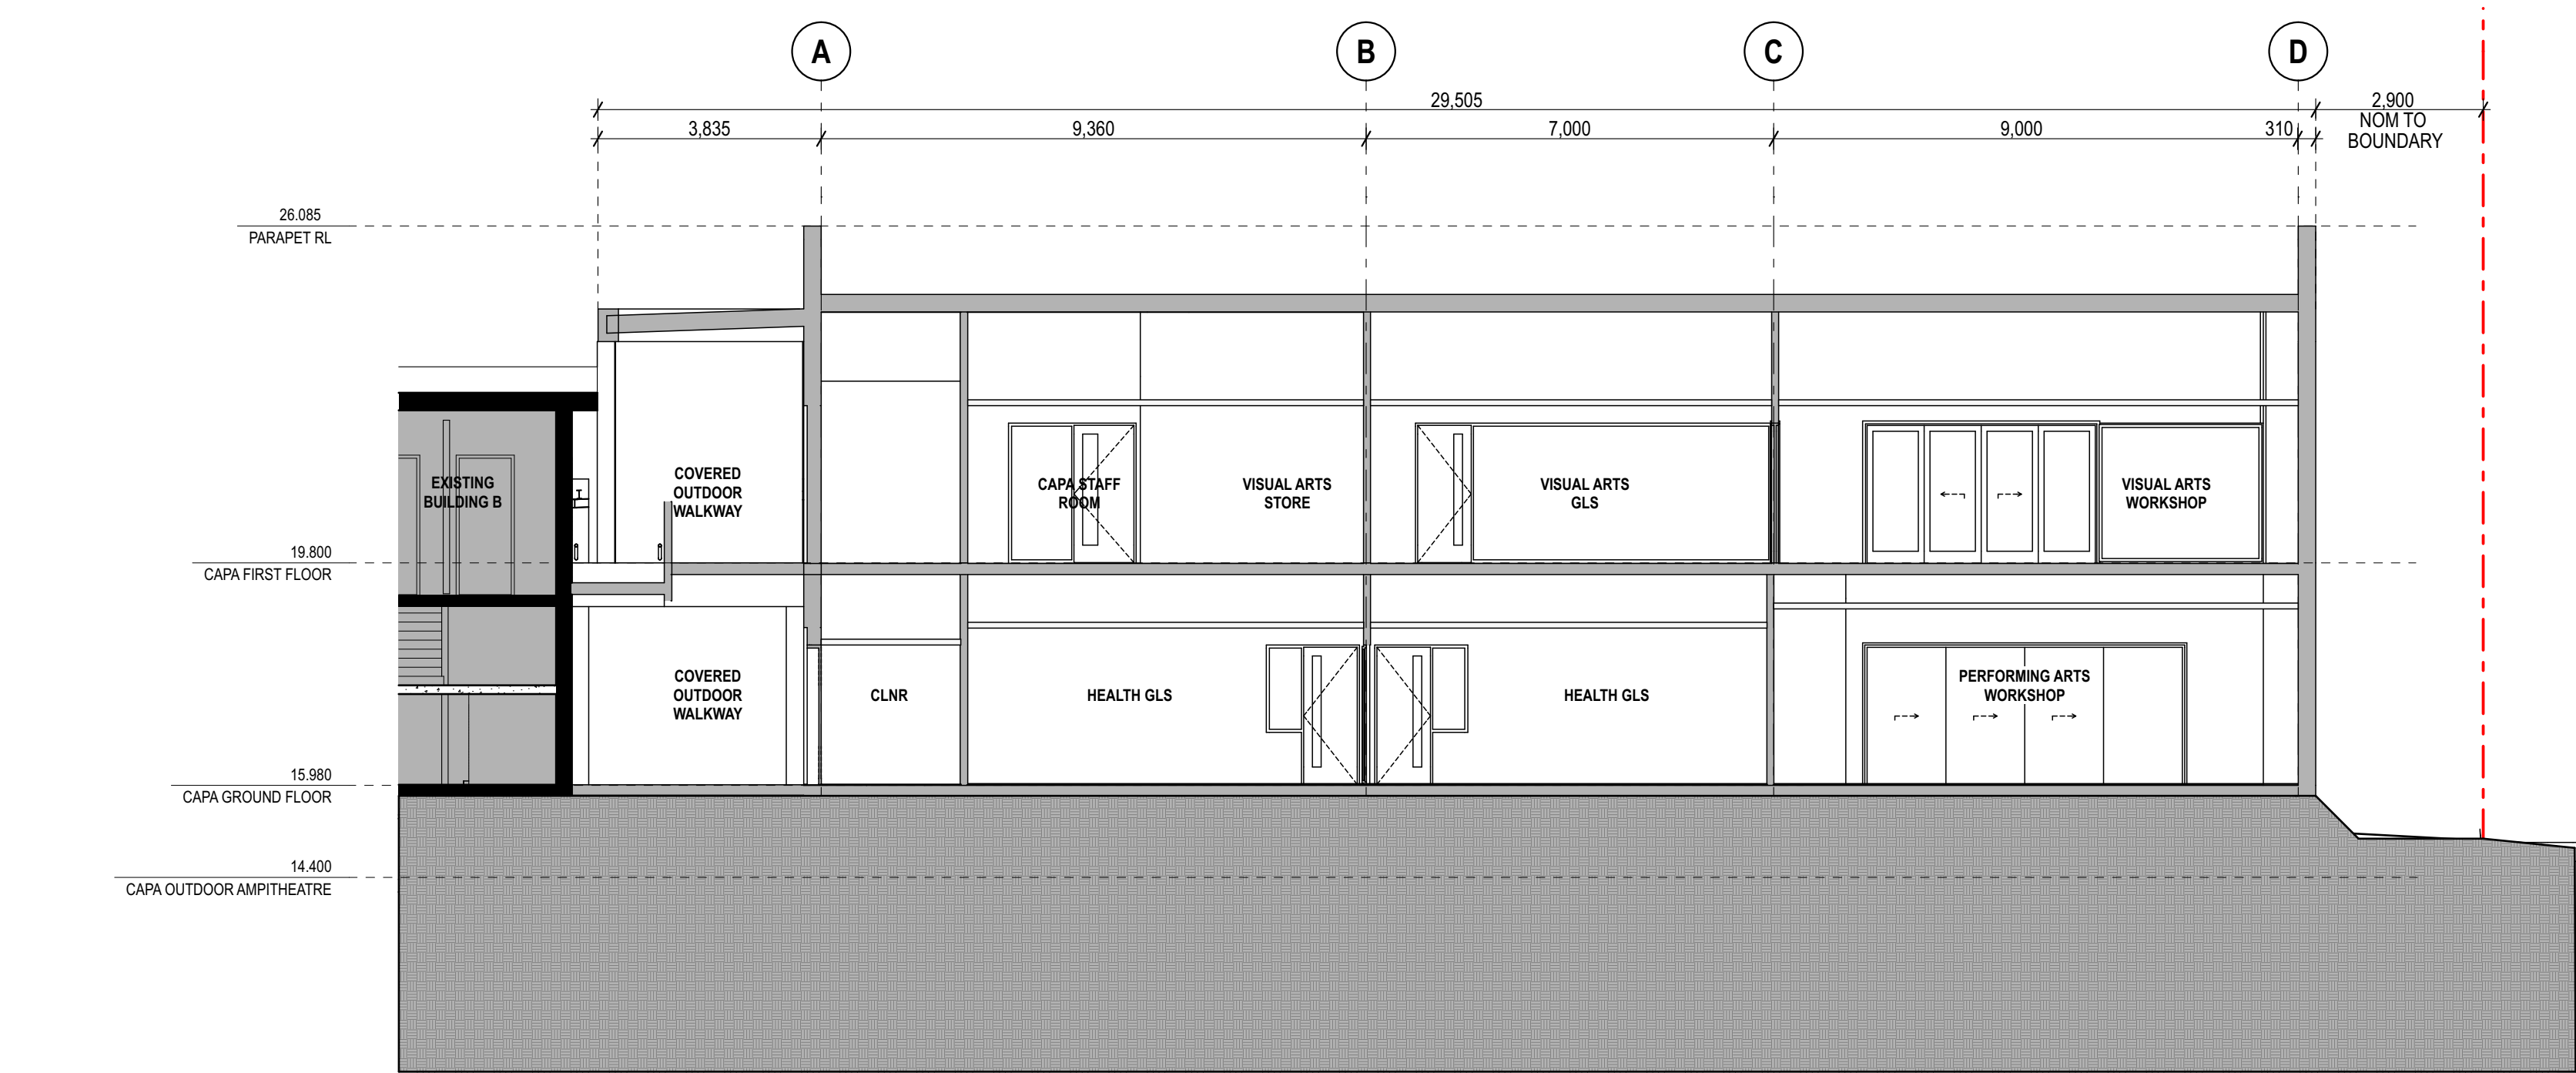 A
B
C
D
29,505
2,900
NOM TO
BOUNDARY
3,835
9,360
7,000
9,000
310
26.085
PARAPET RL
EXISTING
BUILDING B
COVERED
OUTDOOR
WALKWAY
CAPA STAFF
ROOM
VISUAL ARTS
STORE
VISUAL ARTS
GLS
VISUAL ARTS
WORKSHOP
19.800
CAPA FIRST FLOOR
COVERED
OUTDOOR
WALKWAY
CLNR
HEALTH GLS
HEALTH GLS
PERFORMING ARTS
WORKSHOP
15.980
CAPA GROUND FLOOR
14.400
CAPA OUTDOOR AMPITHEATRE